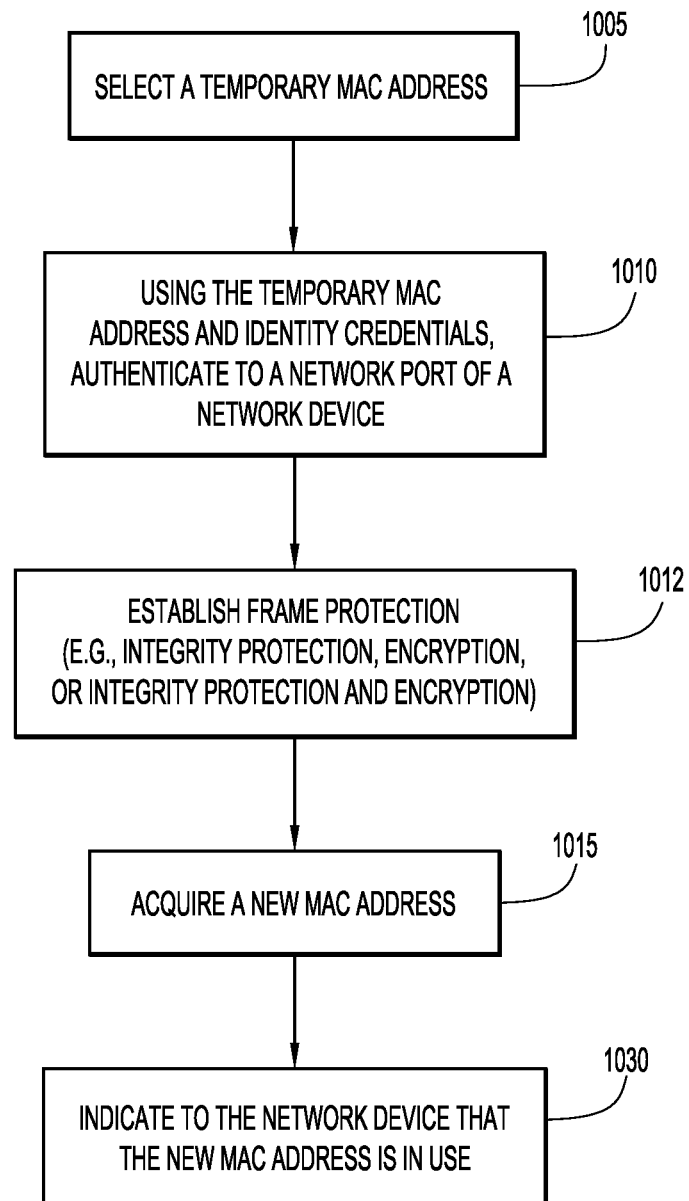 1005
SELECT A TEMPORARY MAC ADDRESS
1010
USING THE TEMPORARY MAC
ADDRESS AND IDENTITY CREDENTIALS,
AUTHENTICATE TO A NETWORK PORT OF A
NETWORK DEVICE
1012
ESTABLISH FRAME PROTECTION
(E.G., INTEGRITY PROTECTION, ENCRYPTION,
OR INTEGRITY PROTECTION AND ENCRYPTION)
1015
ACQUIRE A NEW MAC ADDRESS
1030
INDICATE TO THE NETWORK DEVICE THAT
THE NEW MAC ADDRESS IS IN USE